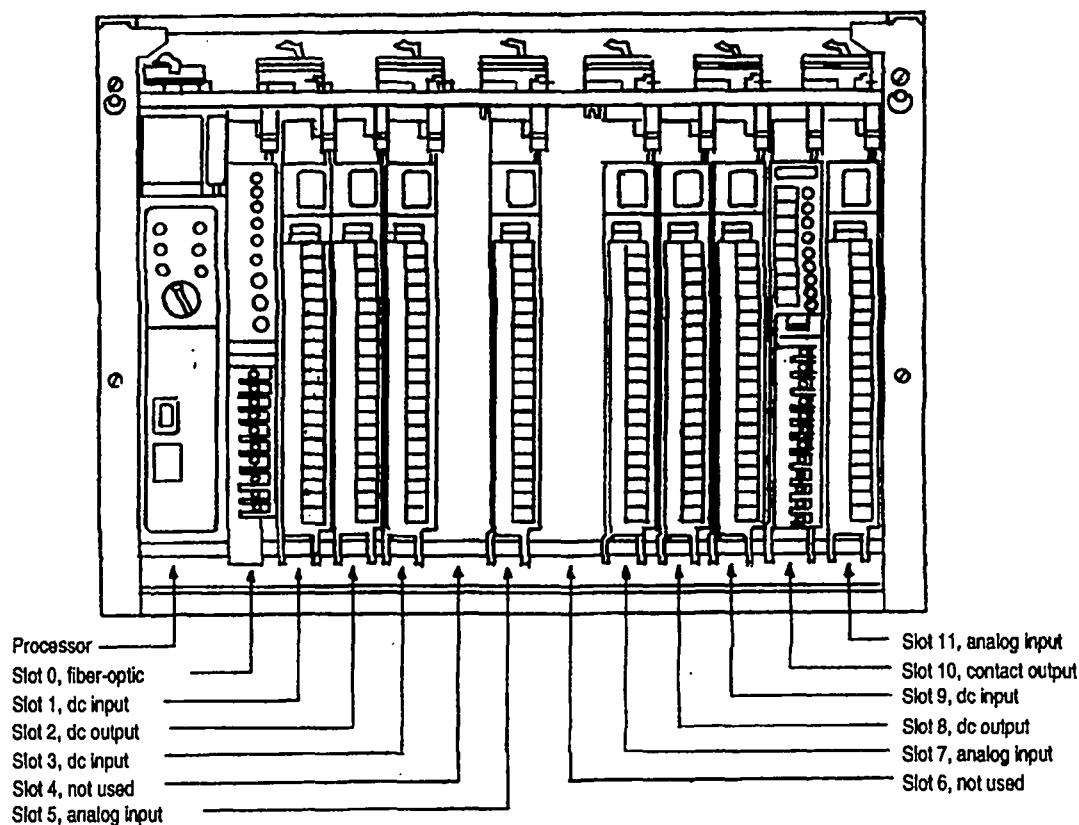 Processor
Slot 0, fiber-optic
Slot 1, dc input
Slot 2, dc output
Slot 3, dc input
Slot 4, not used
Slot 5, analog input
Slot 11, analog input
Slot 10, contact output
Slot 9, dc input
Slot 8, dc output
Slot 7, analog input
Slot 6, not used